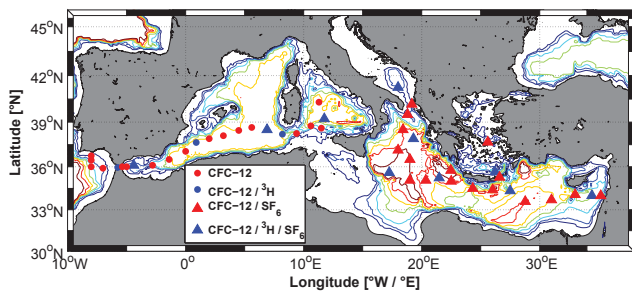 45°N
42°N
39°N
36°N
33°N
30°N
Latitude [°N]
CFC-12
CFC-12 / ³H
CFC-12 / SF₆
CFC-12 / ³H / SF₆
10°W
0°
10°E
20°E
30°E
Longitude [°W / °E]